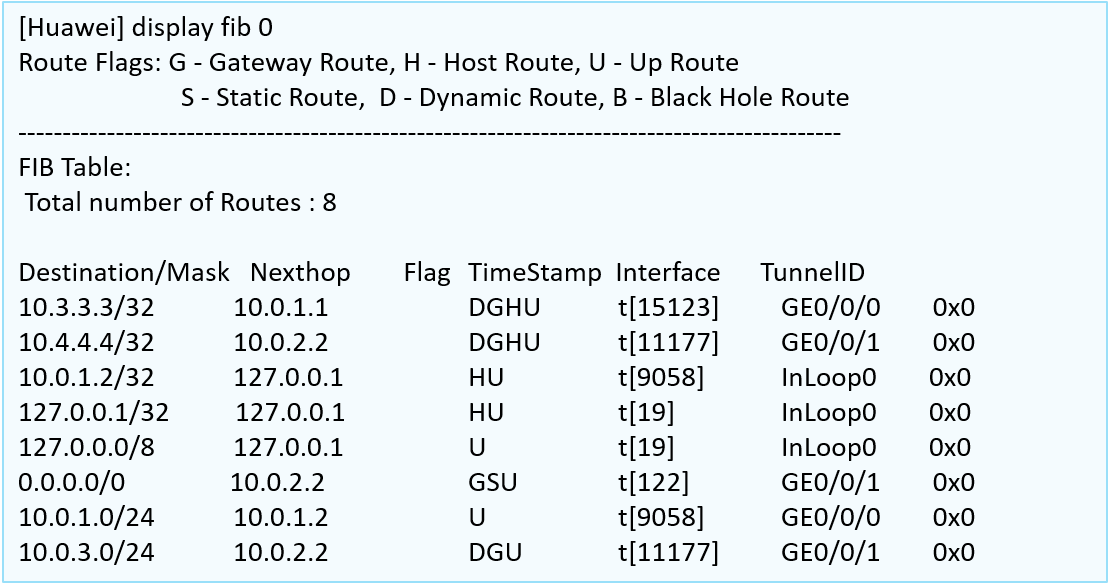 [Huawei] display fib 0
Route Flags: G - Gateway Route, H - Host Route, U - Up Route
S - Static Route,  D - Dynamic Route, B - Black Hole Route
--------------------------------------------------------------------------------------------
FIB Table:
Total number of Routes : 8
Destination/Mask Nexthop Flag TimeStamp Interface TunnelID
10.3.3.3/32 10.0.1.1 DGHU t[15123] GE0/0/0 0x0
10.4.4.4/32 10.0.2.2 DGHU t[11177] GE0/0/1 0x0
10.0.1.2/32 127.0.0.1 HU t[9058] InLoop0 0x0
127.0.0.1/32 127.0.0.1 HU t[19] InLoop0 0x0
127.0.0.0/8 127.0.0.1 U t[19] InLoop0 0x0
0.0.0.0/0 10.0.2.2 GSU t[122] GE0/0/1 0x0
10.0.1.0/24 10.0.1.2 U t[9058] GE0/0/0 0x0
10.0.3.0/24 10.0.2.2 DGU t[11177] GE0/0/1 0x0